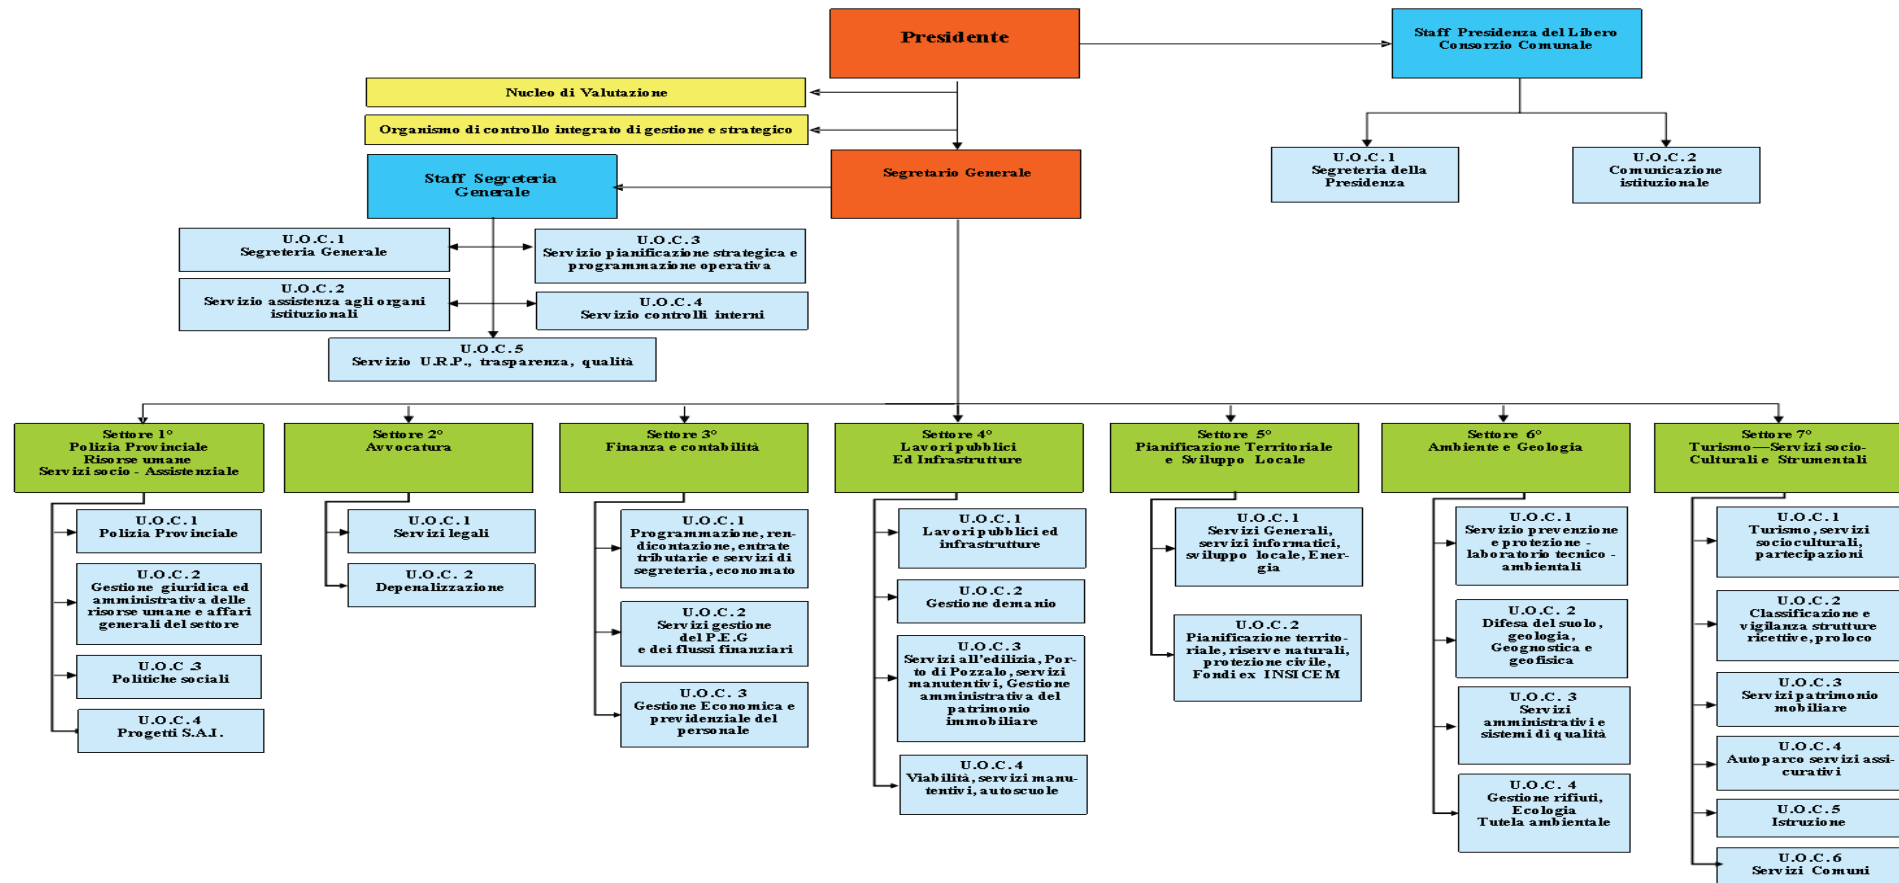 Presidente
Staff Presidenza del Libero
Consorzio Comunale
Nucleo di Valutazione
Organismo di controllo integrato di gestione e strategico
Segretario Generale
Staff Segreteria
Generale
U.O.C. 1
Segreteria della
Presidenza
U.O.C. 2
Comunicazione
istituzionale
U.O.C. 1
Segreteria Generale
U.O.C. 3
Servizio pianificazione strategica e
programmazione operativa
U.O.C. 2
Servizio assistenza agli organi
istituzionali
U.O.C. 4
Servizio controlli interni
U.O.C. 5
Servizio U.R.P., trasparenza, qualità
Settore 1°
Polizia Provinciale
Risorse umane
Servizi socio - Assistenziale
U.O.C. 1
Polizia Provinciale
U.O.C. 2
Gestione giuridica ed
amministrativa delle
risorse umane e affari
generali del settore
U.O.C .3
Politiche sociali
U.O.C. 4
Progetti S.A.I.
Settore 2°
Avvocatura
U.O.C. 1
Servizi legali
U.O.C. 2
Depenalizzazione
Settore 3°
Finanza e contabilità
U.O.C. 1
Programmazione, ren-
dicontazione, entrate
tributarie e servizi di
segreteria, economato
U.O.C. 2
Servizi gestione
del P.E.G
e dei flussi finanziari
U.O.C. 3
Gestione Economica e
previdenziale del
personale
Settore 4°
Lavori pubblici
Ed Infrastrutture
U.O.C. 1
Lavori pubblici ed
infrastrutture
U.O.C. 2
Gestione demanio
U.O.C. 3
Servizi all'edilizia, Por-
to di Pozzalo, servizi
manutentivi, Gestione
amministrativa del
patrimonio
immobiliare
U.O.C. 4
Viabilità, servizi manu-
tentivi, autoscuole
Settore 5°
Pianificazione Territoriale
e Sviluppo Locale
U.O.C. 1
Servizi Generali,
servizi informatici,
sviluppo locale, Ener-
gia
U.O.C. 2
Pianificazione territo-
riale, riserve naturali,
protezione civile,
Fondi ex INSICEM
Settore 6°
Ambiente e Geologia
U.O.C. 1
Servizio prevenzione
e protezione -
laboratorio tecnico -
ambientali
U.O.C. 2
Difesa del suolo,
geologia,
Geognostica e
geofisica
U.O.C. 3
Servizi
amministrativi e
sistemi di qualità
U.O.C. 4
Gestione rifiuti,
Ecologia
Tutela ambientale
Settore 7°
Turismo—Servizi socio-
Culturali e Strumentali
U.O.C. 1
Turismo, servizi
socioculturali,
partecipazioni
U.O.C. 2
Classificazione e
vigilanza strutture
ricettive, proloco
U.O.C. 3
Servizi patrimonio
mobiliare
U.O.C. 4
Autoparco servizi assi-
curativi
U.O.C. 5
Istruzione
U.O.C. 6
Servizi Comuni